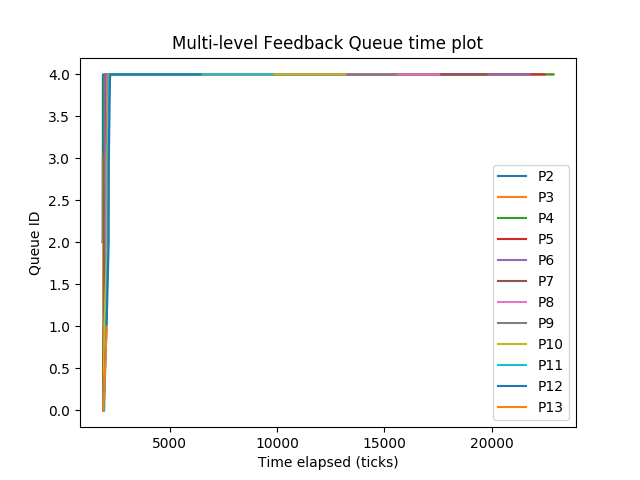 Multi-level Feedback Queue time plot
4.0
3.5
3.0
2.5
2.0
1.5
1.0
0.5
0.0
Queue ID
P2
P3
P4
P5
P6
P7
P8
P9
P10
P11
P12
P13
5000 10000 15000 20000
Time elapsed (ticks)